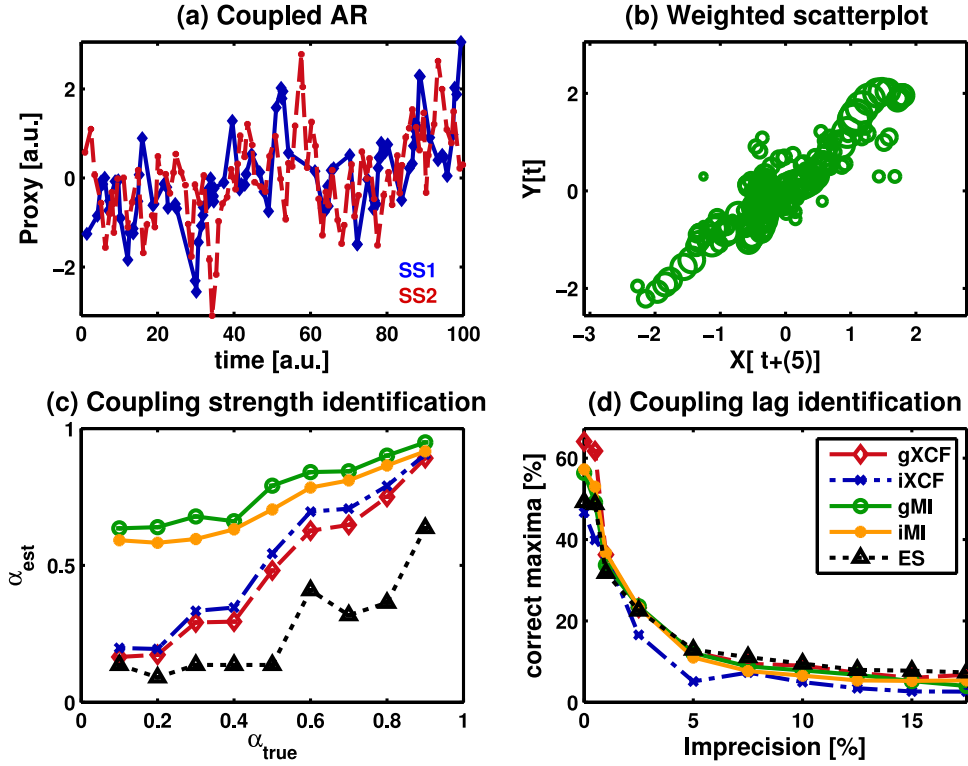 (a) Coupled AR
Proxy [a.u.]
2
0
−2
SS1
SS2
0 20 40 60 80 100
time [a.u.]
(b) Weighted scatterplot
Y[t]
2
0
−2
−3 −2 −1 0 1 2
X[ t+(5)]
(c) Coupling strength identification
α_est
1
0.5
0
0 0.2 0.4 0.6 0.8 1
α_true
(d) Coupling lag identification
correct maxima [%]
60
40
20
0
gXCF
iXCF
gMI
iMI
ES
0 5 10 15
Imprecision [%]